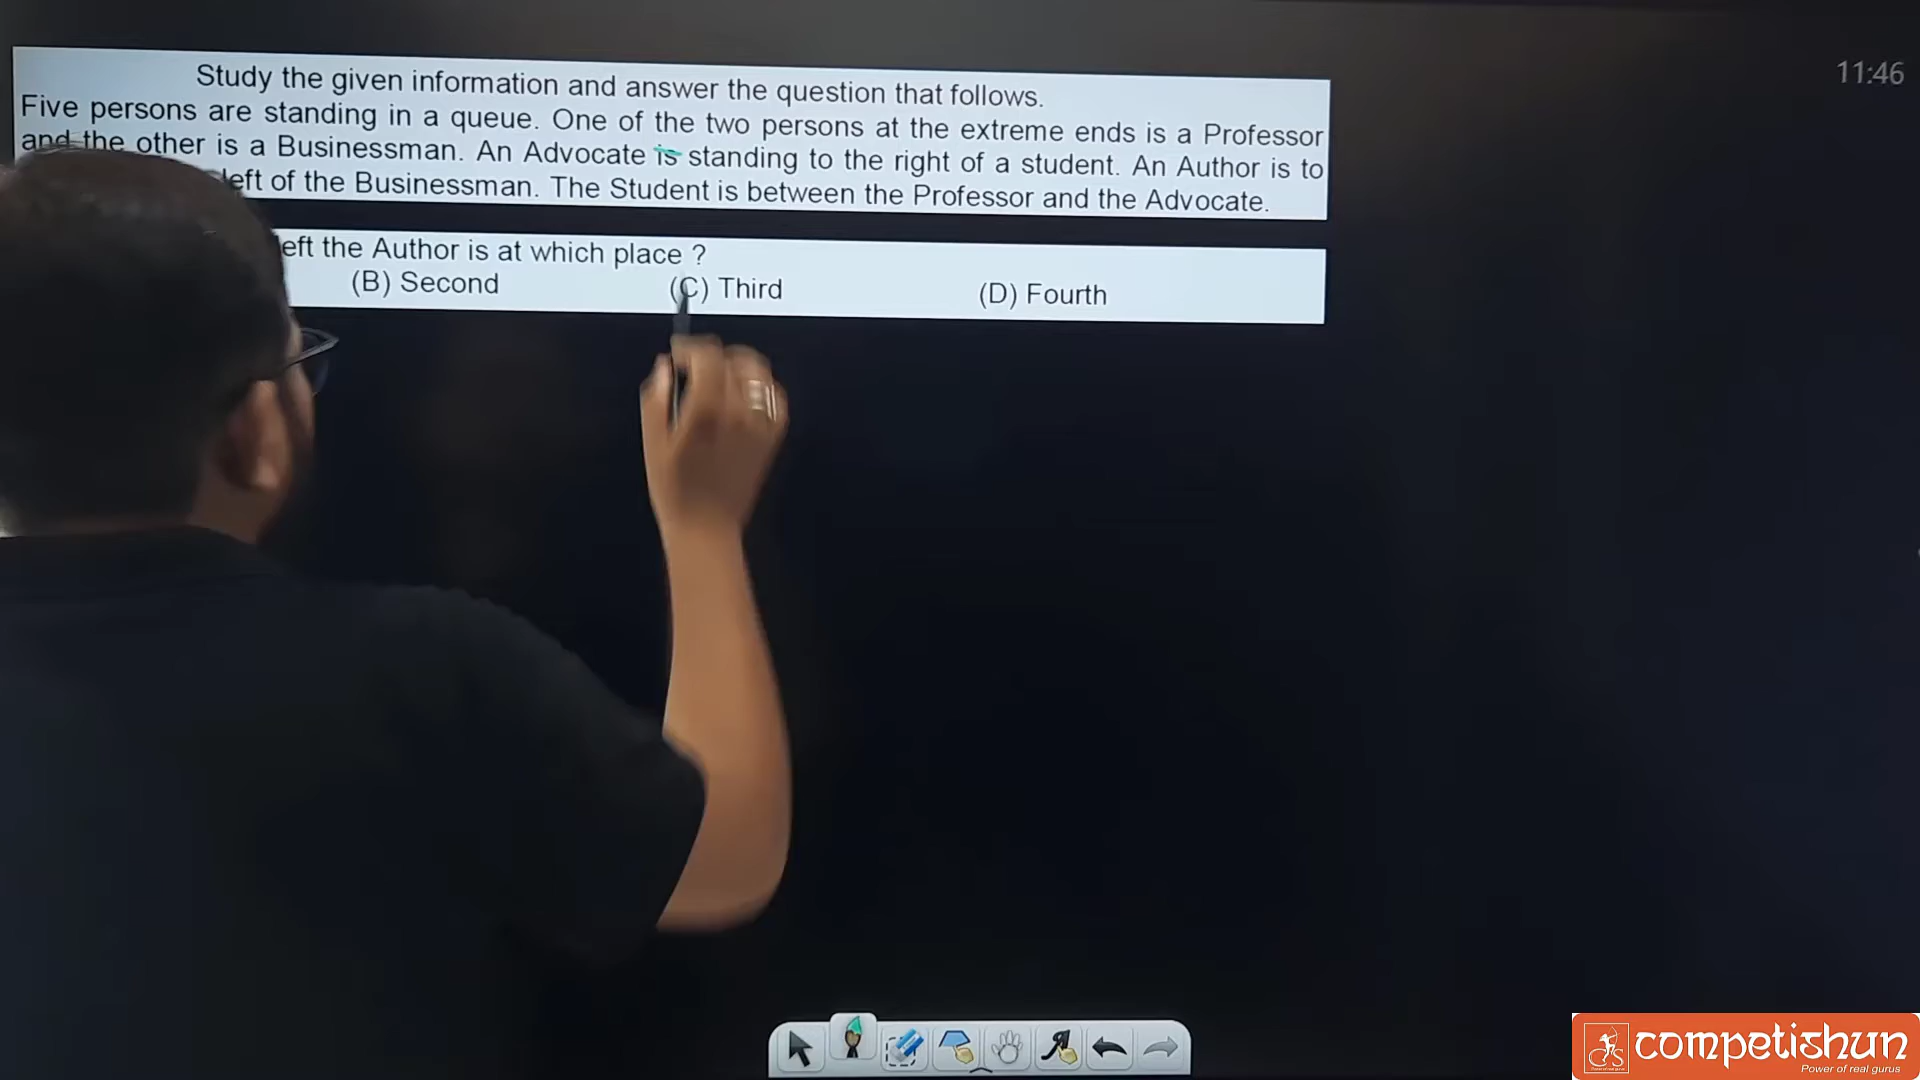 Study the given information and answer the question that follows.
11:46
Five persons are standing in a queue. One of the two persons at the extreme ends is a Professor
and the other is a Businessman. An Advocate is standing to the right of a student. An Author is to
left of the Businessman. The Student is between the Professor and the Advocate.
eft the Author is at which place ?
(B) Second (C) Third (D) Fourth
competishun
Power of real gurus